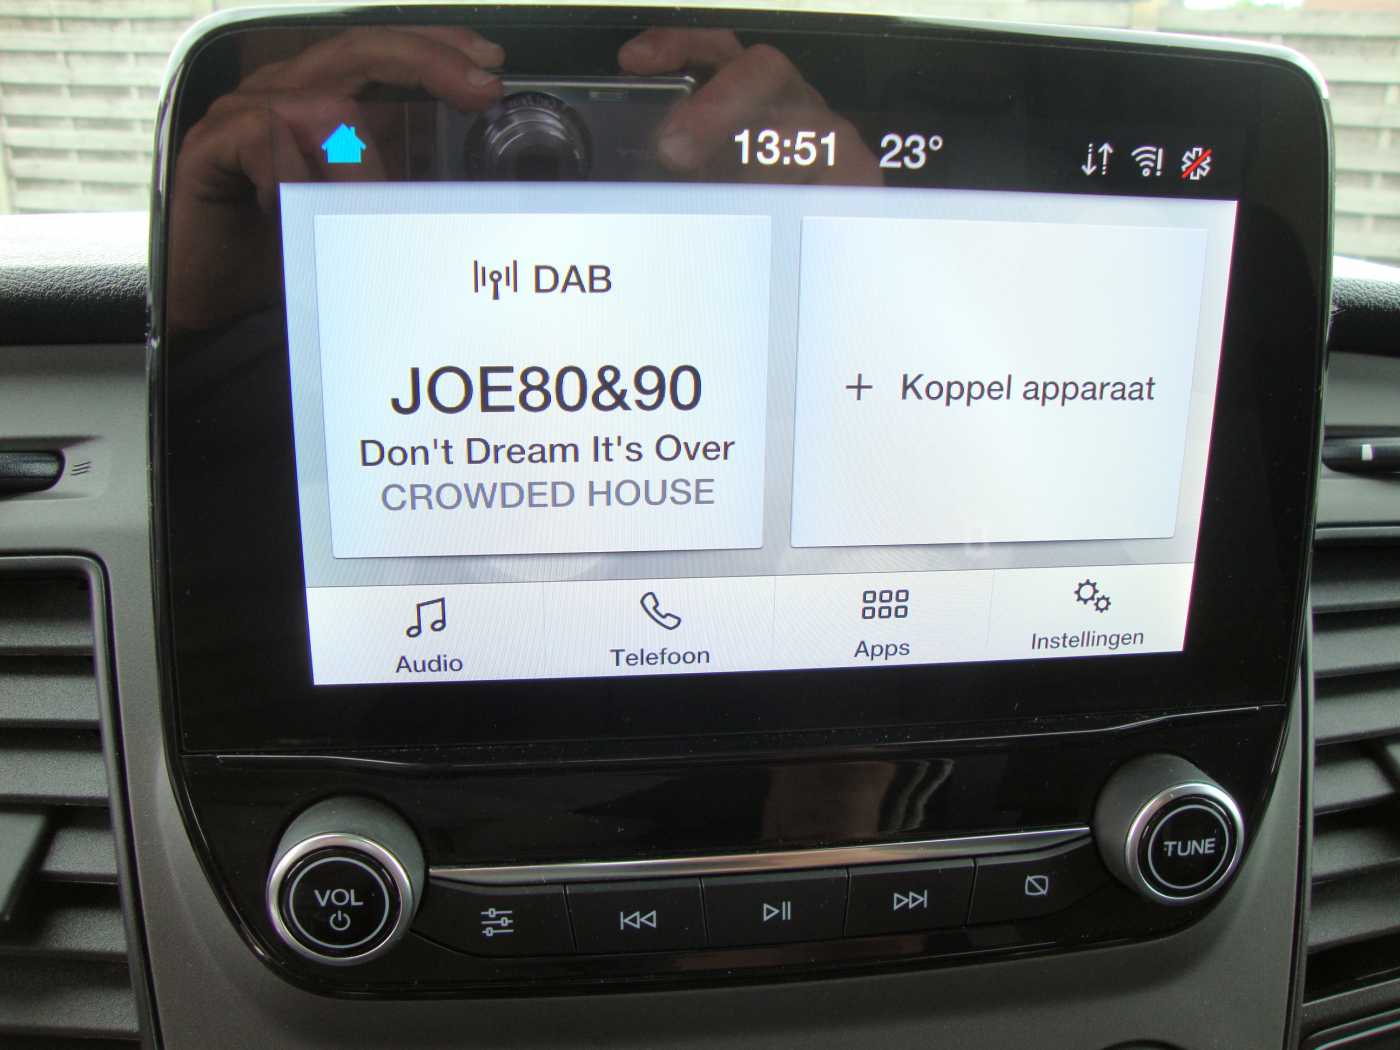 13:51 23°
DAB
JOE80&90
Don't Dream It's Over
CROWDED HOUSE
+ Koppel apparaat
Audio
Telefoon
Apps
Instellingen
VOL
TUNE